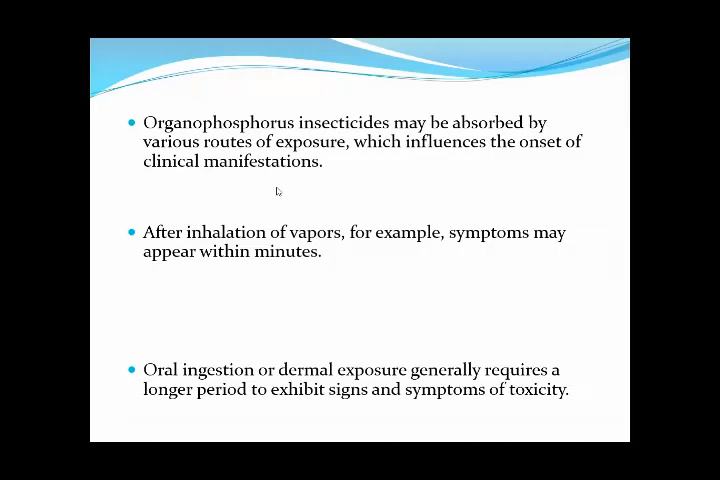 Organophosphorus insecticides may be absorbed by
various routes of exposure, which influences the onset of
clinical manifestations.
After inhalation of vapors, for example, symptoms may
appear within minutes.
Oral ingestion or dermal exposure generally requires a
longer period to exhibit signs and symptoms of toxicity.